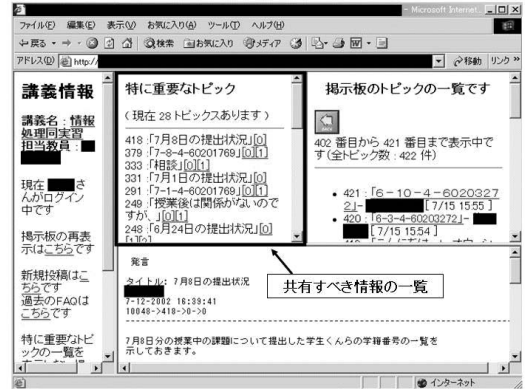 - Microsoft Internet...
ファイル(F) 編集(E) 表示(V) お気に入り(A) ツール(T) ヘルプ(H)
戻る 検索 お気に入り メディア
アドレス(D) http:/ 移動 リンク »
講義情報
講義名：情報
処理同実習
担当教員：
現在 さ
んがログイン
中です
掲示板の再表
示はこちらです
新規投稿はこ
ちらです
過去のFAQは
こちらです
特に重要なトピ
ックの一覧を
特に重要なトピック
(現在 28 トピックスあります)
418 :「7月8日の提出状況」[0]
379 :「7-8-4-60201769」[0][1]
333 :「相談」[0][1]
331 :「7月1日の提出状況」[0]
291 :「7-1-4-60201769」[0][1]
249 :「授業後は関係がないので
すが、」[0][1]
248 :「6月24日の提出状況」[0]
掲示板のトピックの一覧です
BACK
402 番目から 421 番目まで表示中で
す(全トピック数 : 422 件)
421 :「6-10-4-6020327
2」- [7/15 15:55 ]
420 :「6-3-4-60203272」-
[7/15 15:54 ]
共有すべき情報の一覧
発言
タイトル: 7月8日の提出状況
7-12-2002 16:39:41
10048->418->0->0
7月8日分の授業中の課題について提出した学生くんらの学籍番号の一覧を
示しておきます。
インターネット